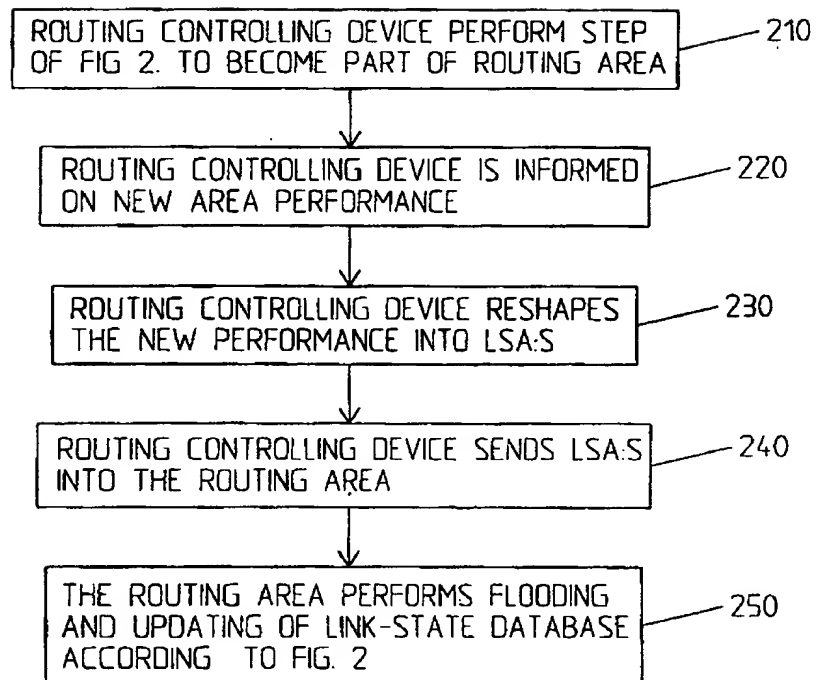 ROUTING CONTROLLING DEVICE PERFORM STEP
OF FIG 2. TO BECOME PART OF ROUTING AREA
210
ROUTING CONTROLLING DEVICE IS INFORMED
ON NEW AREA PERFORMANCE
220
ROUTING CONTROLLING DEVICE RESHAPES
THE NEW PERFORMANCE INTO LSA:S
230
ROUTING CONTROLLING DEVICE SENDS LSA:S
INTO THE ROUTING AREA
240
THE ROUTING AREA PERFORMS FLOODING
AND UPDATING OF LINK-STATE DATABASE
ACCORDING TO FIG. 2
250